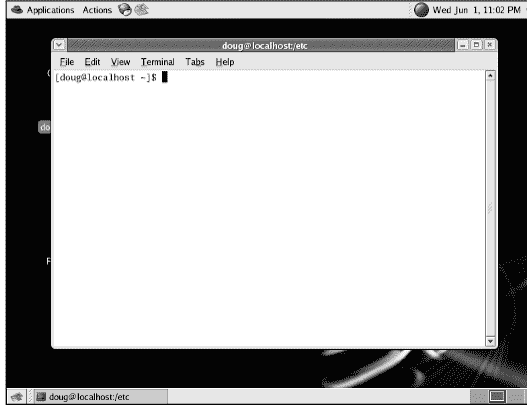 Applications Actions Wed Jun 1, 11:02 PM
doug@localhost:/etc
File Edit View Terminal Tabs Help
[doug@localhost ~]$
do
F
doug@localhost:/etc